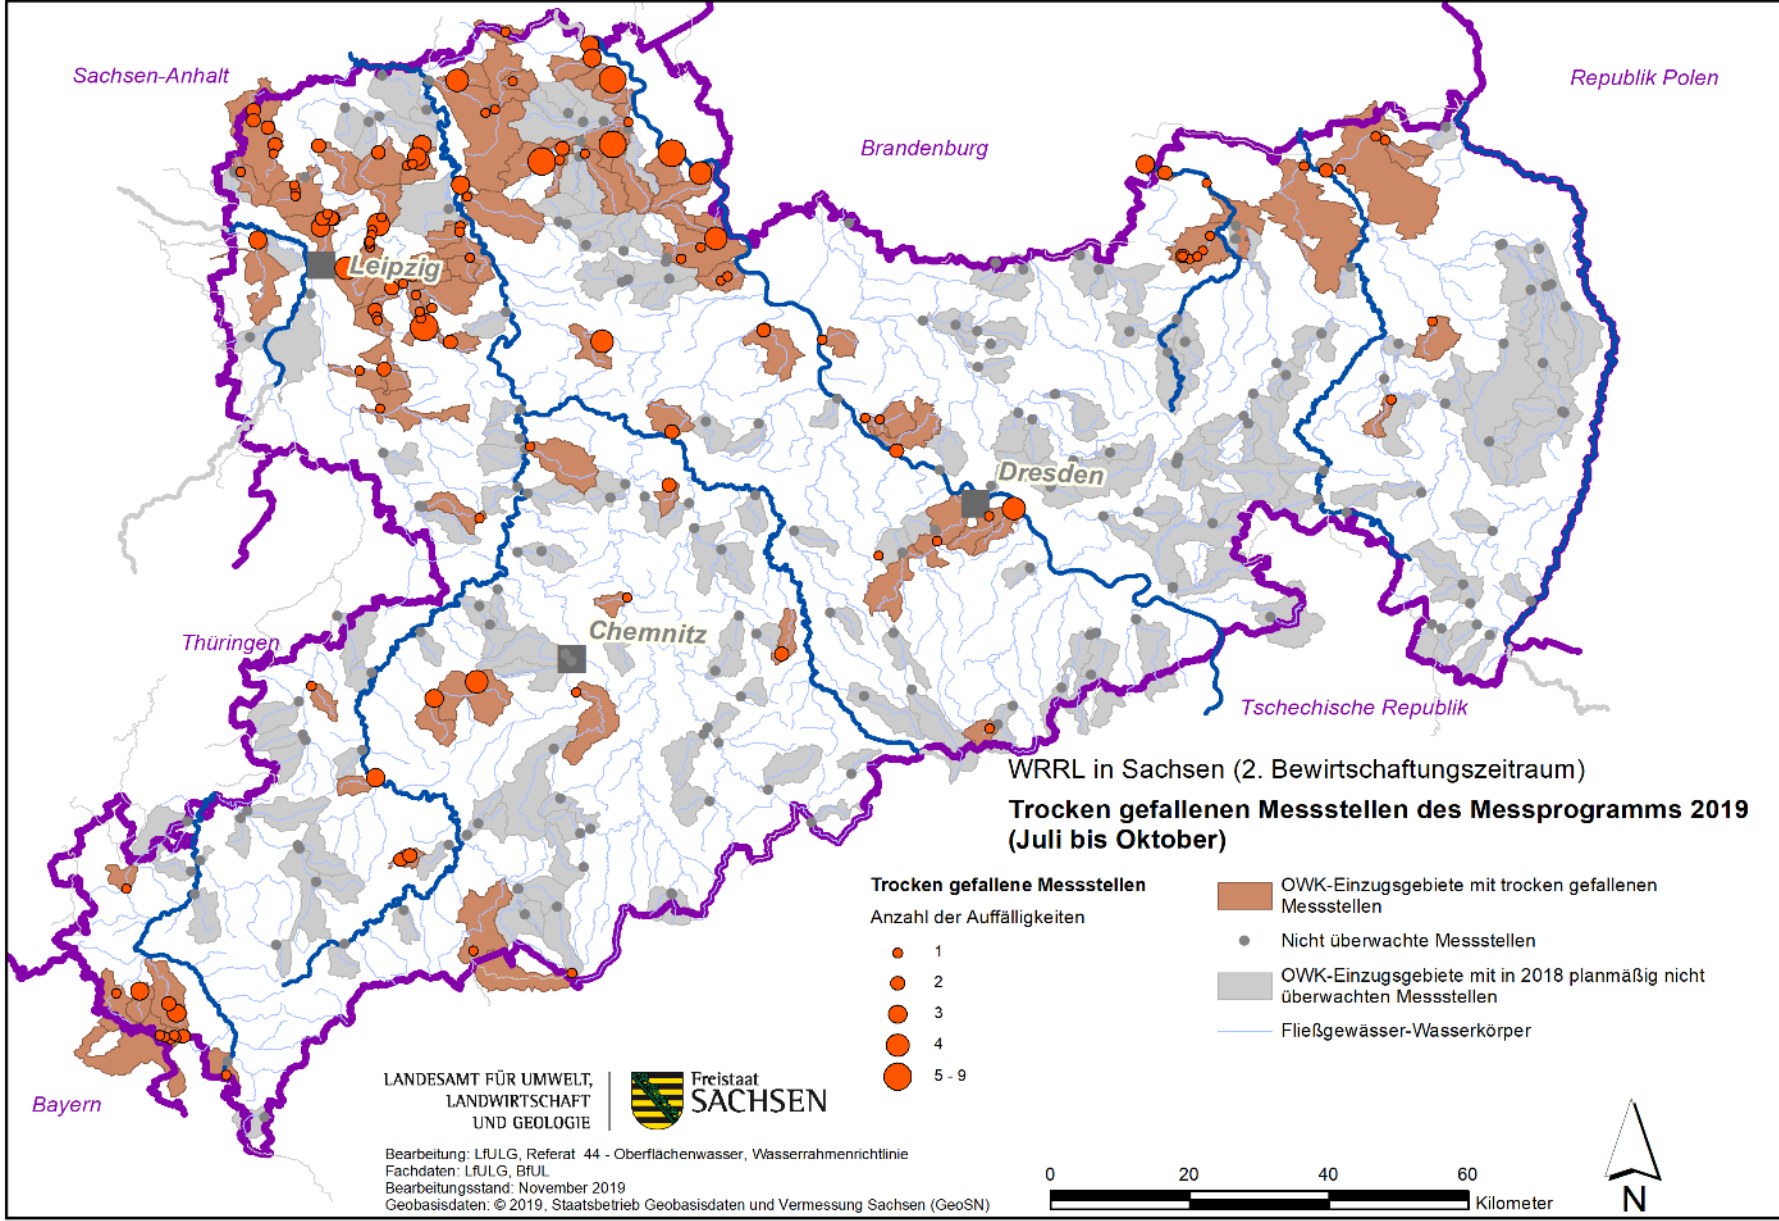 Sachsen-Anhalt
Republik Polen
Brandenburg
Leipzig
Dresden
Chemnitz
Thüringen
Tschechische Republik
Bayern
WRRL in Sachsen (2. Bewirtschaftungszeitraum)
Trocken gefallenen Messstellen des Messprogramms 2019
(Juli bis Oktober)
Trocken gefallene Messstellen
Anzahl der Auffälligkeiten
1
2
3
4
5 - 9
OWK-Einzugsgebiete mit trocken gefallenen
Messstellen
Nicht überwachte Messstellen
OWK-Einzugsgebiete mit in 2018 planmäßig nicht
überwachten Messstellen
Fließgewässer-Wasserkörper
LANDESAMT FÜR UMWELT,
LANDWIRTSCHAFT
UND GEOLOGIE
Freistaat
SACHSEN
Bearbeitung: LfULG, Referat 44 - Oberflächenwasser, Wasserrahmenrichtlinie
Fachdaten: LfULG, BfUL
Bearbeitungsstand: November 2019
Geobasisdaten: © 2019, Staatsbetrieb Geobasisdaten und Vermessung Sachsen (GeoSN)
0 20 40 60
Kilometer
N